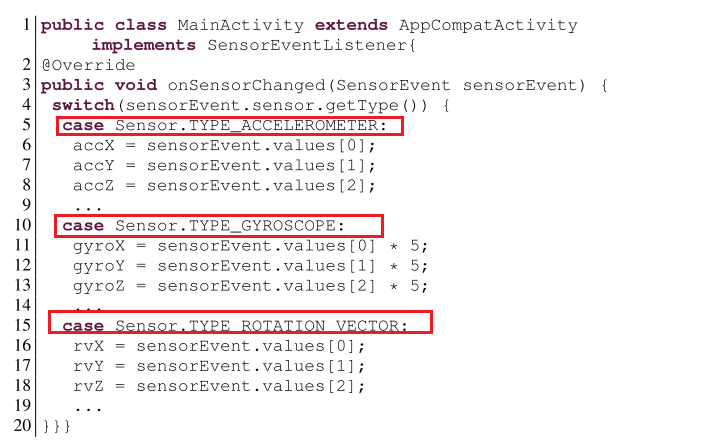 1 public class MainActivity extends AppCompatActivity
implements SensorEventListener{
2 @Override
3 public void onSensorChanged(SensorEvent sensorEvent) {
4 switch(sensorEvent.sensor.getType()) {
5 case Sensor.TYPE_ACCELEROMETER:
6 accX = sensorEvent.values[0];
7 accY = sensorEvent.values[1];
8 accZ = sensorEvent.values[2];
9 ...
10 case Sensor.TYPE_GYROSCOPE:
11 gyroX = sensorEvent.values[0] * 5;
12 gyroY = sensorEvent.values[1] * 5;
13 gyroZ = sensorEvent.values[2] * 5;
14 ...
15 case Sensor.TYPE_ROTATION_VECTOR:
16 rvX = sensorEvent.values[0];
17 rvY = sensorEvent.values[1];
18 rvZ = sensorEvent.values[2];
19 ...
20 }}}